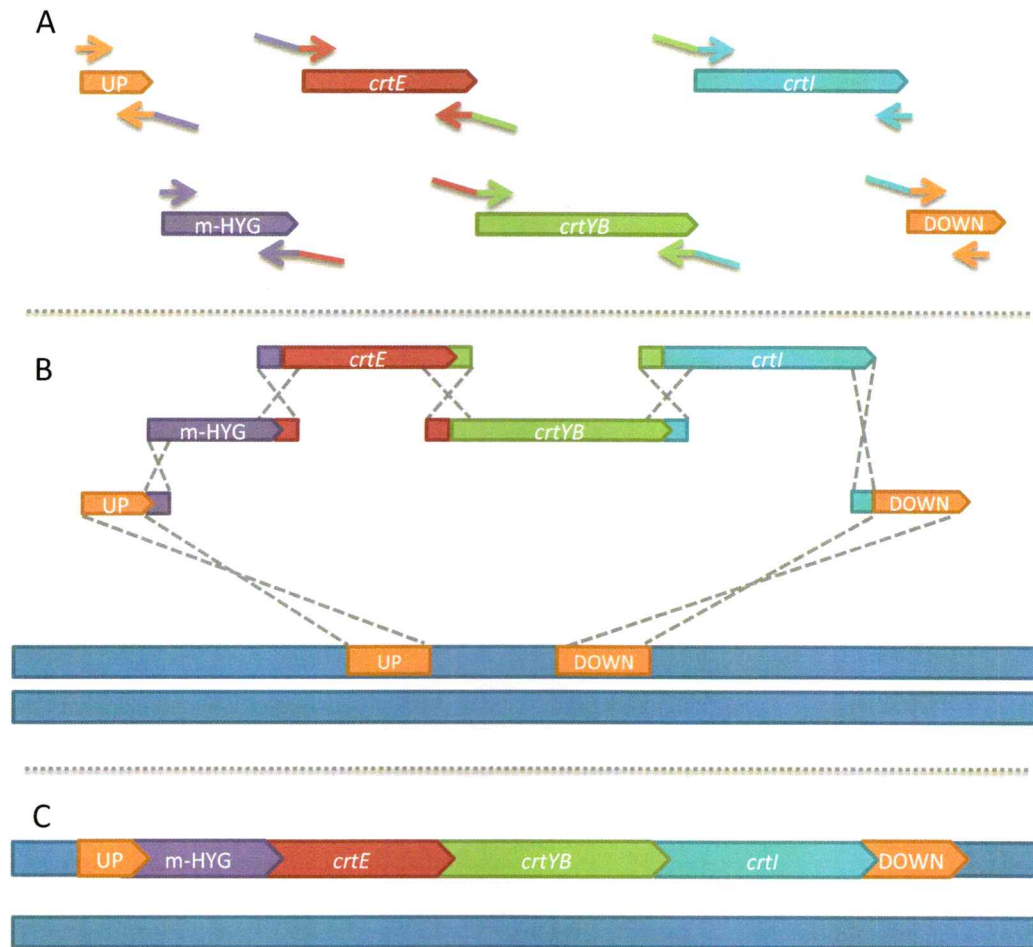 A
UP
crtE
crtI
m-HYG
crtYB
DOWN
B
crtE
crtI
m-HYG
crtYB
UP
DOWN
UP
DOWN
C
UP
m-HYG
crtE
crtYB
crtI
DOWN